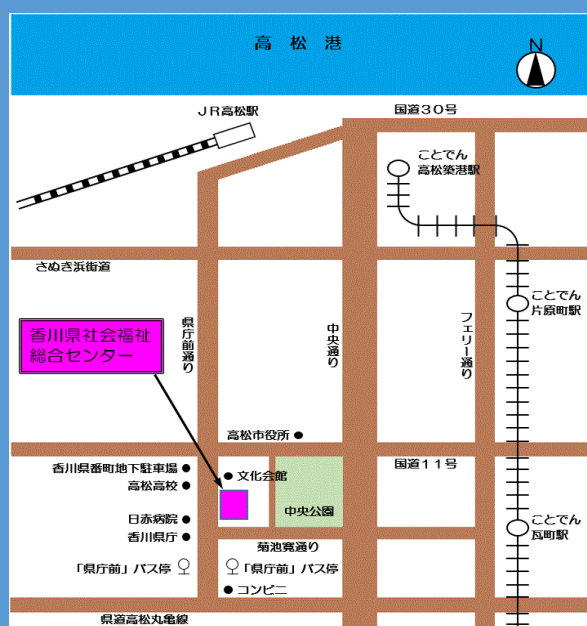 高松港
N
JR高松駅
国道30号
ことでん
高松築港駅
さぬき浜街道
ことでん
片原町駅
香川県社会福祉
総合センター
県庁前通り
中央通り
フェリー通り
高松市役所
香川県番町地下駐車場
文化会館
国道11号
高松高校
中央公園
日赤病院
香川県庁
ことでん
瓦町駅
菊池寛通り
「県庁前」バス停
「県庁前」バス停
コンビニ
県道高松丸亀線